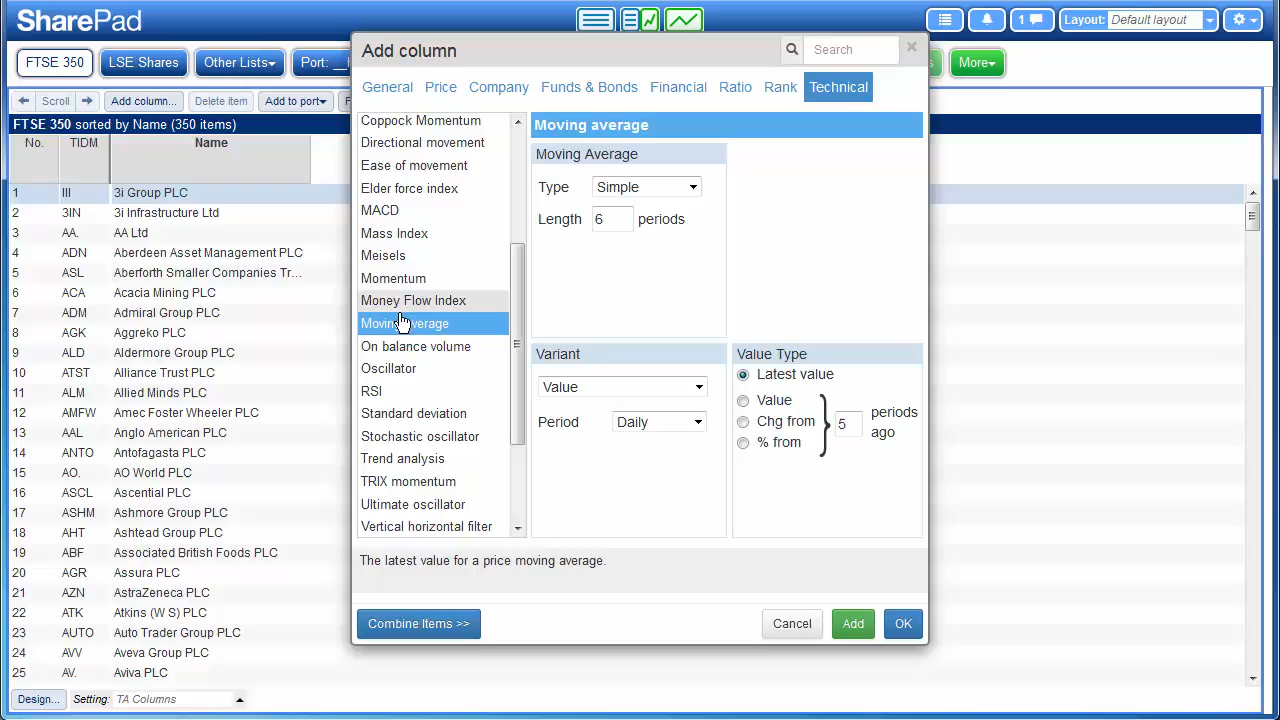 SharePad
1
Layout: Default layout
FTSE 350
LSE Shares
Other Lists
Port: __
More
Scroll
Add column...
Delete Item
Add to port
FTSE 350 sorted by Name (350 items)
No. TIDM Name
1 III 3i Group PLC
2 3IN 3i Infrastructure Ltd
3 AA. AA Ltd
4 ADN Aberdeen Asset Management PLC
5 ASL Aberforth Smaller Companies Tr...
6 ACA Acacia Mining PLC
7 ADM Admiral Group PLC
8 AGK Aggreko PLC
9 ALD Aldermore Group PLC
10 ATST Alliance Trust PLC
11 ALM Allied Minds PLC
12 AMFW Amec Foster Wheeler PLC
13 AAL Anglo American PLC
14 ANTO Antofagasta PLC
15 AO. AO World PLC
16 ASCL Ascential PLC
17 ASHM Ashmore Group PLC
18 AHT Ashtead Group PLC
19 ABF Associated British Foods PLC
20 AGR Assura PLC
21 AZN AstraZeneca PLC
22 ATK Atkins (W S) PLC
23 AUTO Auto Trader Group PLC
24 AVV Aveva Group PLC
25 AV. Aviva PLC
Design...
Setting: TA Columns
Add column
Search
General
Price
Company
Funds & Bonds
Financial
Ratio
Rank
Technical
Coppock Momentum
Directional movement
Ease of movement
Elder force index
MACD
Mass Index
Meisels
Momentum
Money Flow Index
Moving average
On balance volume
Oscillator
RSI
Standard deviation
Stochastic oscillator
Trend analysis
TRIX momentum
Ultimate oscillator
Vertical horizontal filter
Moving average
Moving Average
Type Simple
Length 6 periods
Variant
Value
Period Daily
Value Type
Latest value
Value
Chg from
% from
5
periods
ago
The latest value for a price moving average.
Combine Items >>
Cancel
Add
OK